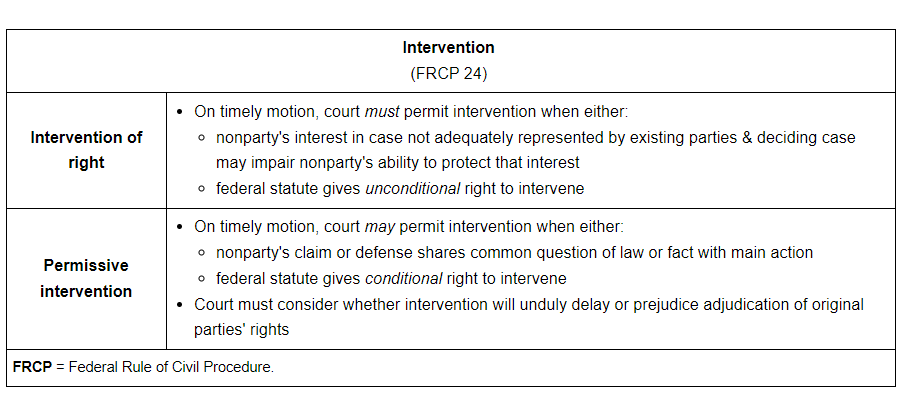 Intervention
(FRCP 24)
Intervention of
right
• On timely motion, court must permit intervention when either:
○ nonparty's interest in case not adequately represented by existing parties & deciding case
may impair nonparty's ability to protect that interest
○ federal statute gives unconditional right to intervene
Permissive
intervention
• On timely motion, court may permit intervention when either:
○ nonparty's claim or defense shares common question of law or fact with main action
○ federal statute gives conditional right to intervene
• Court must consider whether intervention will unduly delay or prejudice adjudication of original
parties' rights
FRCP = Federal Rule of Civil Procedure.